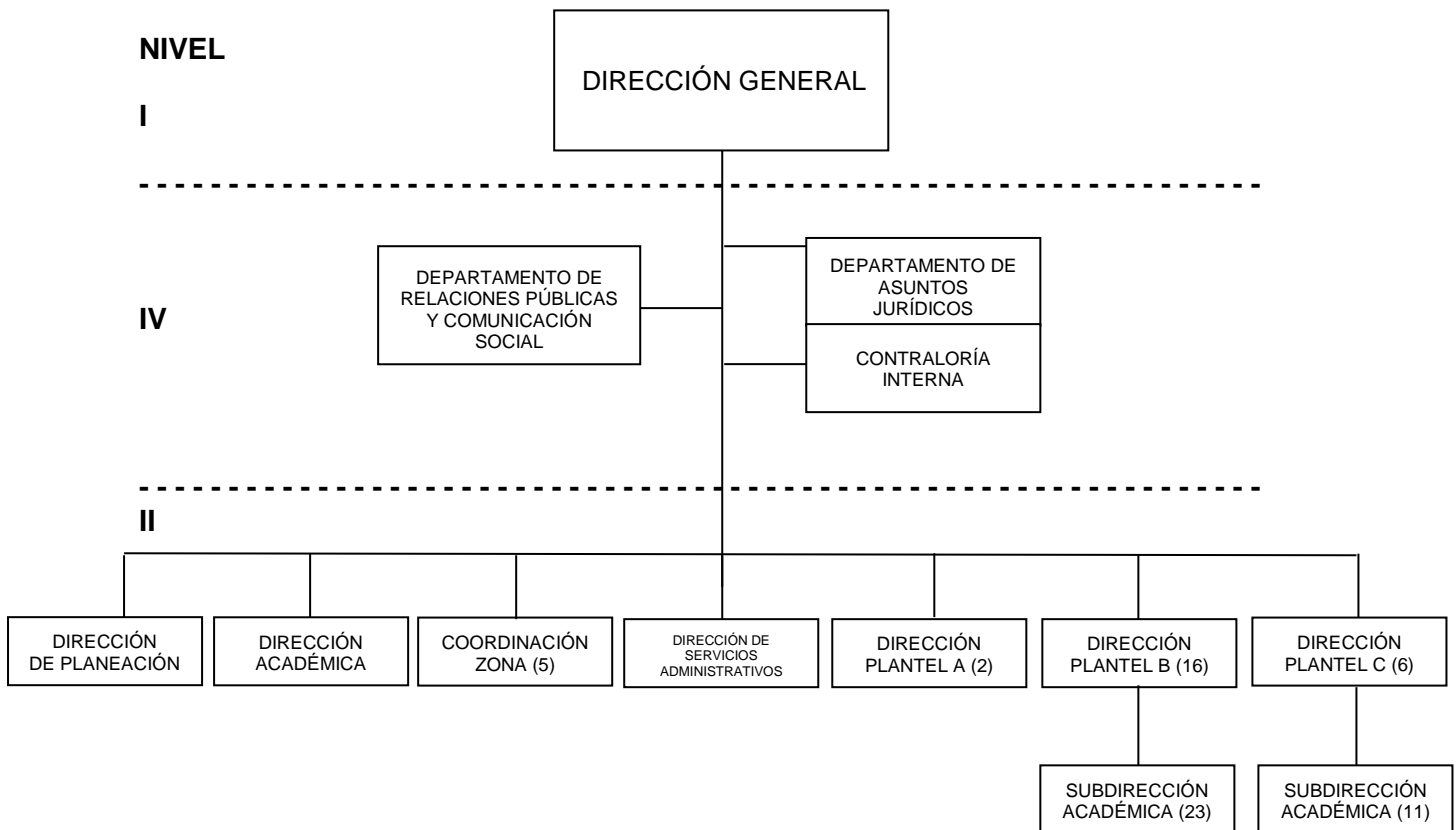 NIVEL
I
DIRECCIÓN GENERAL
IV
DEPARTAMENTO DE
RELACIONES PÚBLICAS
Y COMUNICACIÓN
SOCIAL
DEPARTAMENTO DE
ASUNTOS
JURÍDICOS
CONTRALORÍA
INTERNA
II
DIRECCIÓN
DE PLANEACIÓN
DIRECCIÓN
ACADÉMICA
COORDINACIÓN
ZONA (5)
DIRECCIÓN DE
SERVICIOS
ADMINISTRATIVOS
DIRECCIÓN
PLANTEL A (2)
DIRECCIÓN
PLANTEL B (16)
DIRECCIÓN
PLANTEL C (6)
SUBDIRECCIÓN
ACADÉMICA (23)
SUBDIRECCIÓN
ACADÉMICA (11)